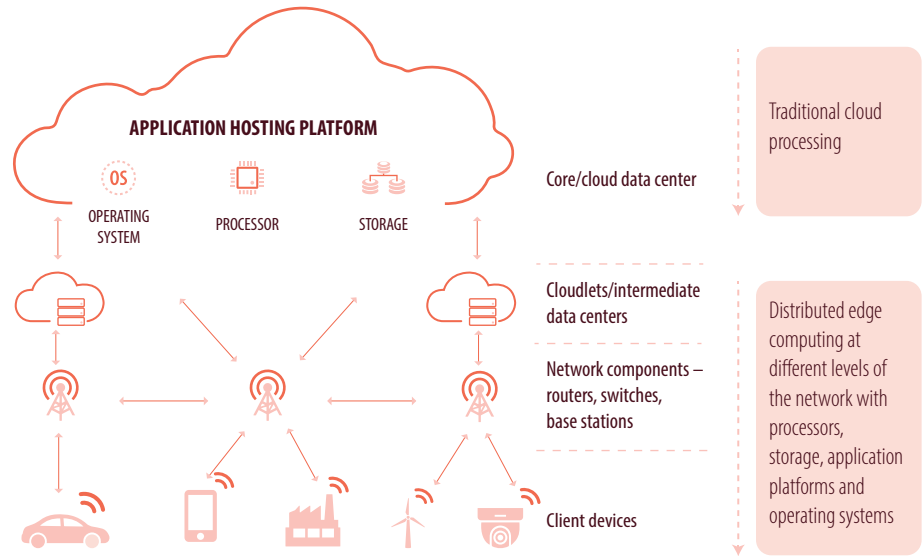 APPLICATION HOSTING PLATFORM
OS
OPERATING
SYSTEM
PROCESSOR
STORAGE
Core/cloud data center
Traditional cloud
processing
Cloudlets/intermediate
data centers
Network components –
routers, switches,
base stations
Client devices
Distributed edge
computing at
different levels of
the network with
processors,
storage, application
platforms and
operating systems